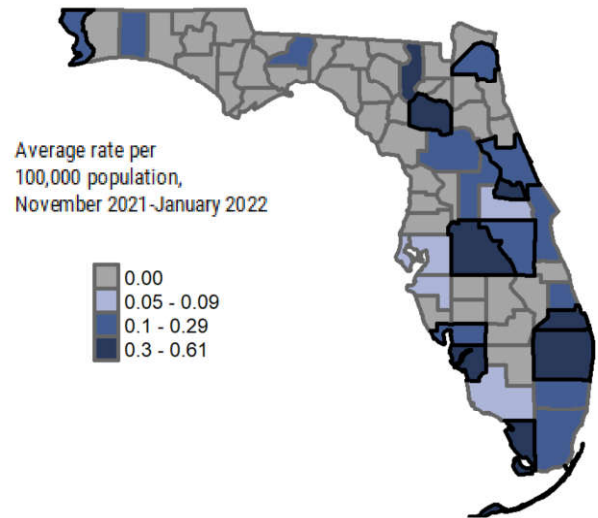 Average rate per
100,000 population,
November 2021-January 2022
0.00
0.05 - 0.09
0.1 - 0.29
0.3 - 0.61